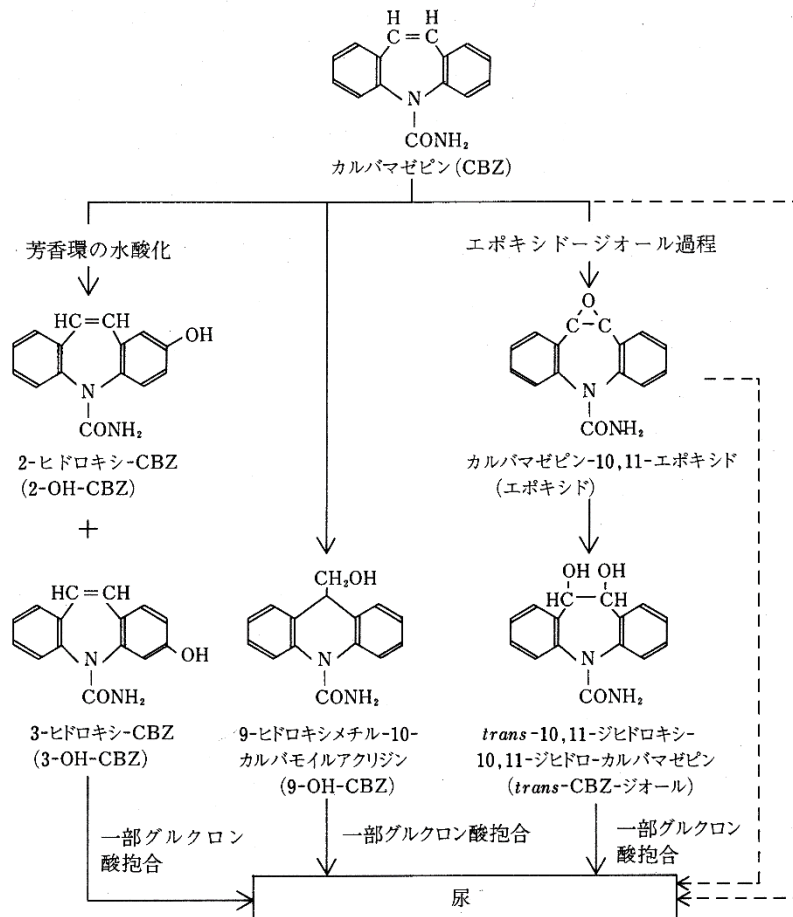 H H
C=C
N
CONH₂
カルバマゼピン(CBZ)
芳香環の水酸化
エポキシドージオール過程
HC=CH
OH
N
CONH₂
2-ヒドロキシ-CBZ
(2-OH-CBZ)
+
HC=CH
OH
N
CONH₂
3-ヒドロキシ-CBZ
(3-OH-CBZ)
CH₂OH
N
CONH₂
9-ヒドロキシメチル-10-
カルバモイルアクリジン
(9-OH-CBZ)
O
C-C
N
CONH₂
カルバマゼピン-10,11-エポキシド
(エポキシド)
OH OH
HC-CH
N
CONH₂
trans-10,11-ジヒドロキシ-
10,11-ジヒドロ-カルバマゼピン
(trans-CBZ-ジオール)
一部グルクロン
酸抱合
一部グルクロン酸抱合
一部グルクロン
酸抱合
尿